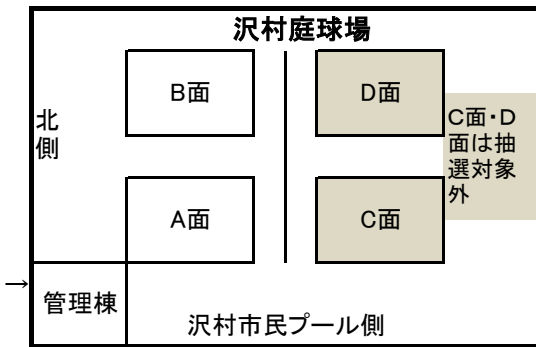 沢村庭球場
B面
D面
北
側
C面・D
面は抽
選対象
外
A面
C面
→
管理棟
沢村市民プール側